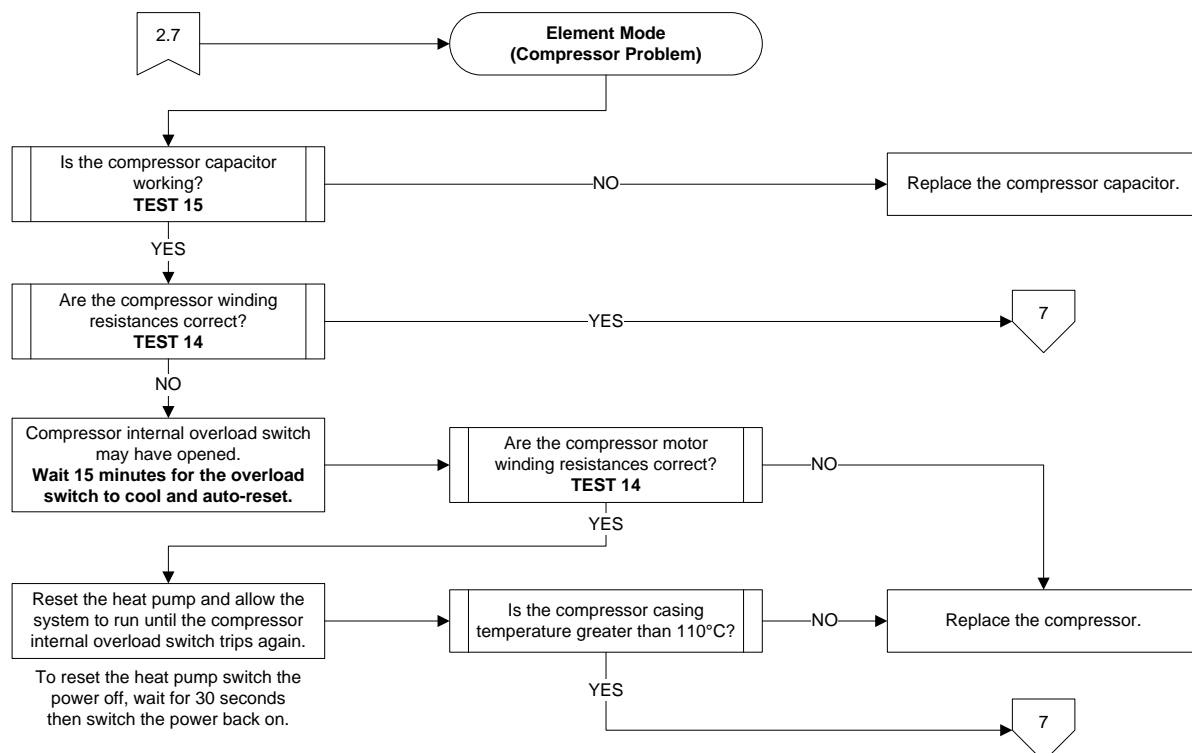 2.7
Element Mode
(Compressor Problem)
Is the compressor capacitor
working?
TEST 15
NO
Replace the compressor capacitor.
YES
Are the compressor winding
resistances correct?
TEST 14
YES
7
NO
Compressor internal overload switch
may have opened.
Wait 15 minutes for the overload
switch to cool and auto-reset.
Are the compressor motor
winding resistances correct?
TEST 14
NO
YES
Reset the heat pump and allow the
system to run until the compressor
internal overload switch trips again.
Is the compressor casing
temperature greater than 110°C?
NO
Replace the compressor.
To reset the heat pump switch the
power off, wait for 30 seconds
then switch the power back on.
YES
7